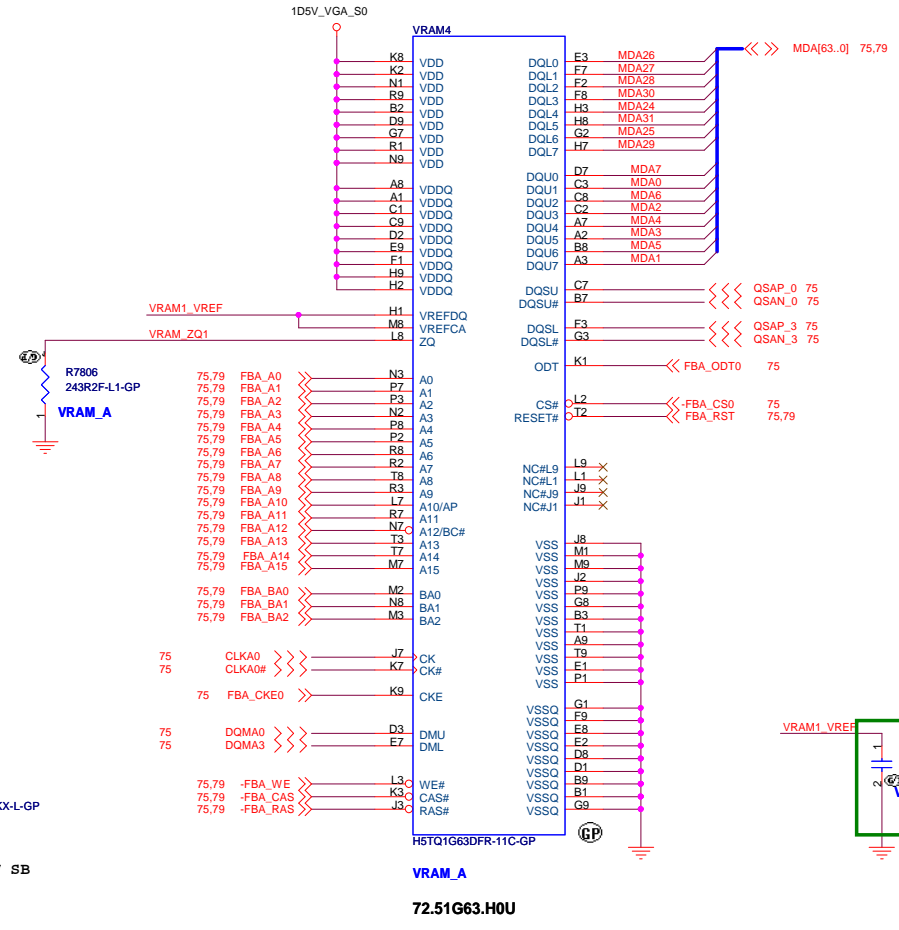 1D5V_VGA_S0
VRAM4
K8 VDD DQL0 E3 MDA26 MDA[63..0] 75,79
K2 VDD DQL1 F7 MDA27
N1 VDD DQL2 F2 MDA28
R9 VDD DQL3 F8 MDA30
B2 VDD DQL4 H3 MDA24
D9 VDD DQL5 H8 MDA31
G7 VDD DQL6 G2 MDA25
R1 VDD DQL7 H7 MDA29
N9 VDD
DQU0 D7 MDA7
A8 VDDQ DQU1 C3 MDA0
A1 VDDQ DQU2 C8 MDA6
C1 VDDQ DQU3 C2 MDA2
C9 VDDQ DQU4 A7 MDA4
D2 VDDQ DQU5 A2 MDA3
E9 VDDQ DQU6 B8 MDA5
F1 VDDQ DQU7 A3 MDA1
H9 VDDQ
H2 VDDQ DQSU C7 QSAP_0 75
DQSU# B7 QSAN_0 75
VRAM1_VREF H1 VREFDQ
M8 VREFCA DQSL F3 QSAP_3 75
VRAM_ZQ1 L8 ZQ DQSL# G3 QSAN_3 75
ODT K1 FBA_ODT0 75
R7806
243R2F-L1-GP
VRAM_A
1
75,79 FBA_A0 N3 A0
75,79 FBA_A1 P7 A1
75,79 FBA_A2 P3 A2 CS# L2 -FBA_CS0 75
75,79 FBA_A3 N2 A3 RESET# T2 FBA_RST 75,79
75,79 FBA_A4 P8 A4
75,79 FBA_A5 P2 A5
75,79 FBA_A6 R8 A6
75,79 FBA_A7 R2 A7 NC#L9 L9
75,79 FBA_A8 T8 A8 NC#L1 L1
75,79 FBA_A9 R3 A9 NC#J9 J9
75,79 FBA_A10 L7 A10/AP NC#J1 J1
75,79 FBA_A11 R7 A11
75,79 FBA_A12 N7 A12/BC#
75,79 FBA_A13 T3 A13 VSS J8
75,79 FBA_A14 T7 A14 VSS M1
75,79 FBA_A15 M7 A15 VSS M9
VSS J2
75,79 FBA_BA0 M2 BA0 VSS P9
75,79 FBA_BA1 N8 BA1 VSS G8
75,79 FBA_BA2 M3 BA2 VSS B3
VSS T1
VSS A9
75 CLKA0 J7 CK VSS T9
75 CLKA0# K7 CK# VSS E1
VSS P1
75 FBA_CKE0 K9 CKE
VSSQ G1
VSSQ F9
75 DQMA0 D3 DMU VSSQ E8
75 DQMA3 E7 DML VSSQ E2
VSSQ D8
VSSQ D1
75,79 -FBA_WE L3 WE# VSSQ B9
75,79 -FBA_CAS K3 CAS# VSSQ B1
75,79 -FBA_RAS J3 RAS# VSSQ G9
VRAM1_VREF
1
2
X-L-GP
H5TQ1G63DFR-11C-GP
GP
SB
VRAM_A
72.51G63.H0U